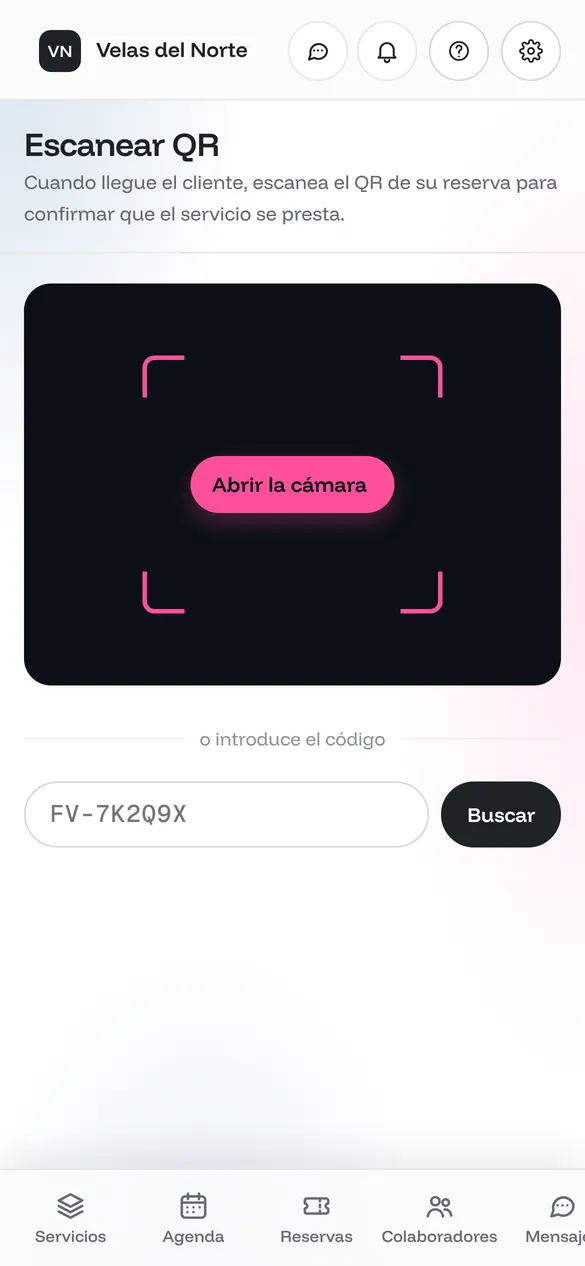 VN
Velas del Norte
Escanear QR
Cuando llegue el cliente, escanea el QR de su reserva para
confirmar que el servicio se presta.
Abrir la cámara
o introduce el código
FV-7K2Q9X
Buscar
Servicios
Agenda
Reservas
Colaboradores
Mensaje